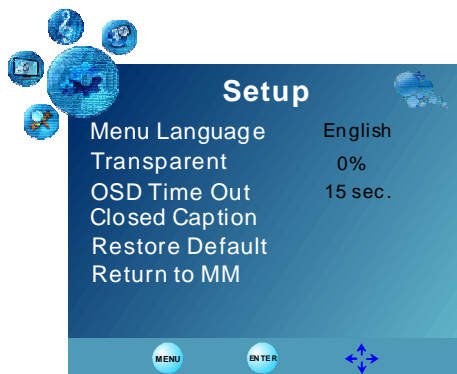 Setup
Menu Language English
Transparent 0%
OSD Time Out 15 sec.
Closed Caption
Restore Default
Return to MM
MENU ENTER